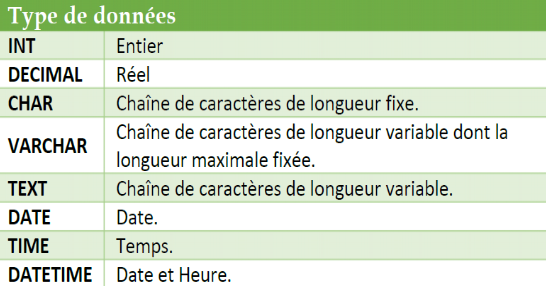 Type de données
INT Entier
DECIMAL Réel
CHAR Chaîne de caractères de longueur fixe.
VARCHAR Chaîne de caractères de longueur variable dont la
longueur maximale fixée.
TEXT Chaîne de caractères de longueur variable.
DATE Date.
TIME Temps.
DATETIME Date et Heure.